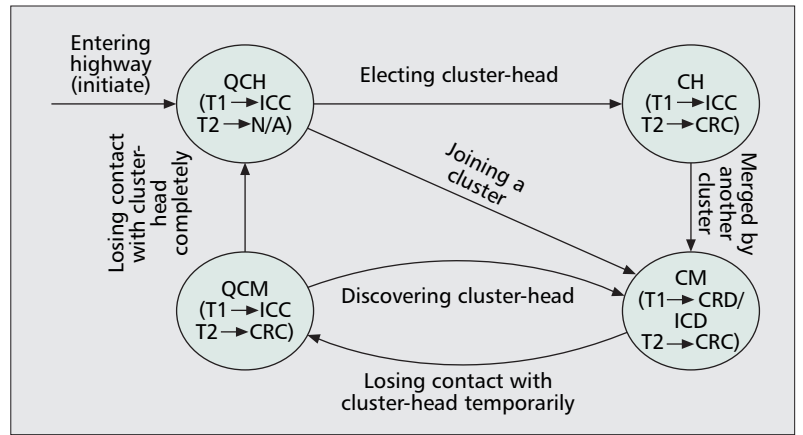 Entering
highway
(initiate)
QCH
(T1→ICC
T2→N/A)
Electing cluster-head
CH
(T1→ICC
T2→CRC)
Joining a
cluster
Losing contact
with cluster-
head
completely
Merged by
another
cluster
QCM
(T1→ICC
T2→CRC)
Discovering cluster-head
CM
(T1→CRD/
ICD
T2→CRC)
Losing contact with
cluster-head temporarily